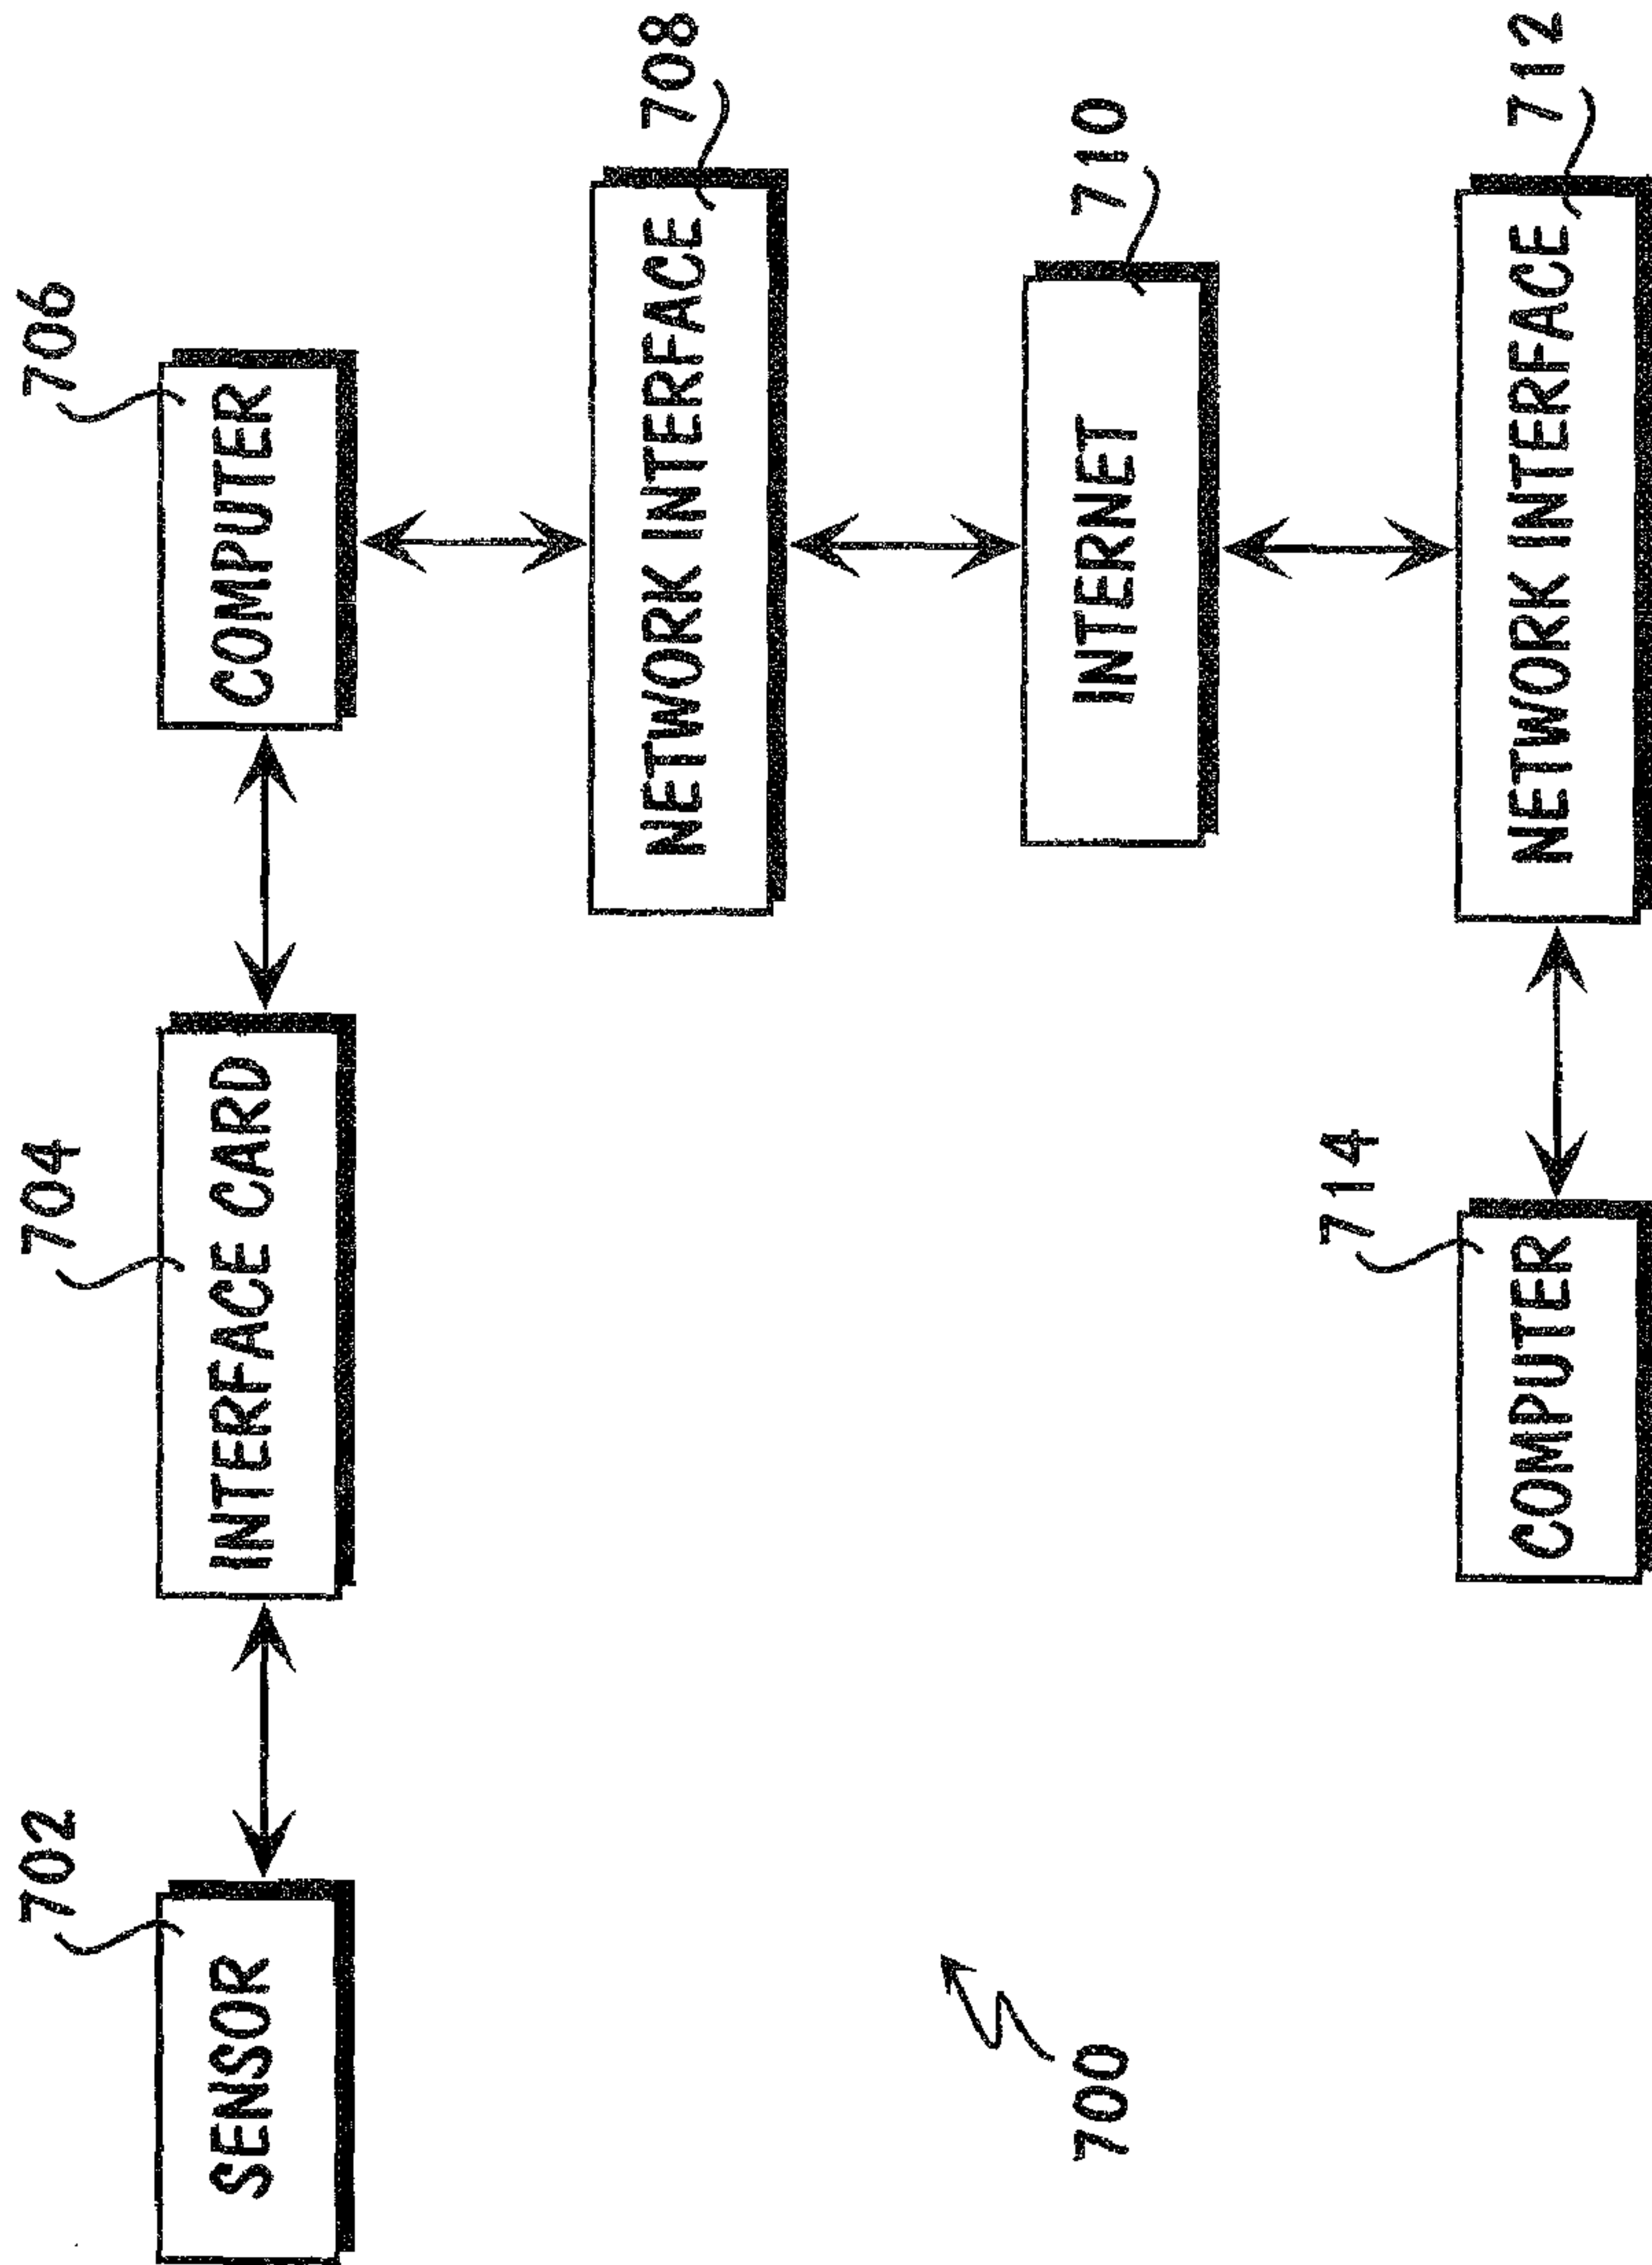 702
704
706
SENSOR
INTERFACE CARD
COMPUTER
708
NETWORK INTERFACE
710
INTERNET
700
714
712
COMPUTER
NETWORK INTERFACE